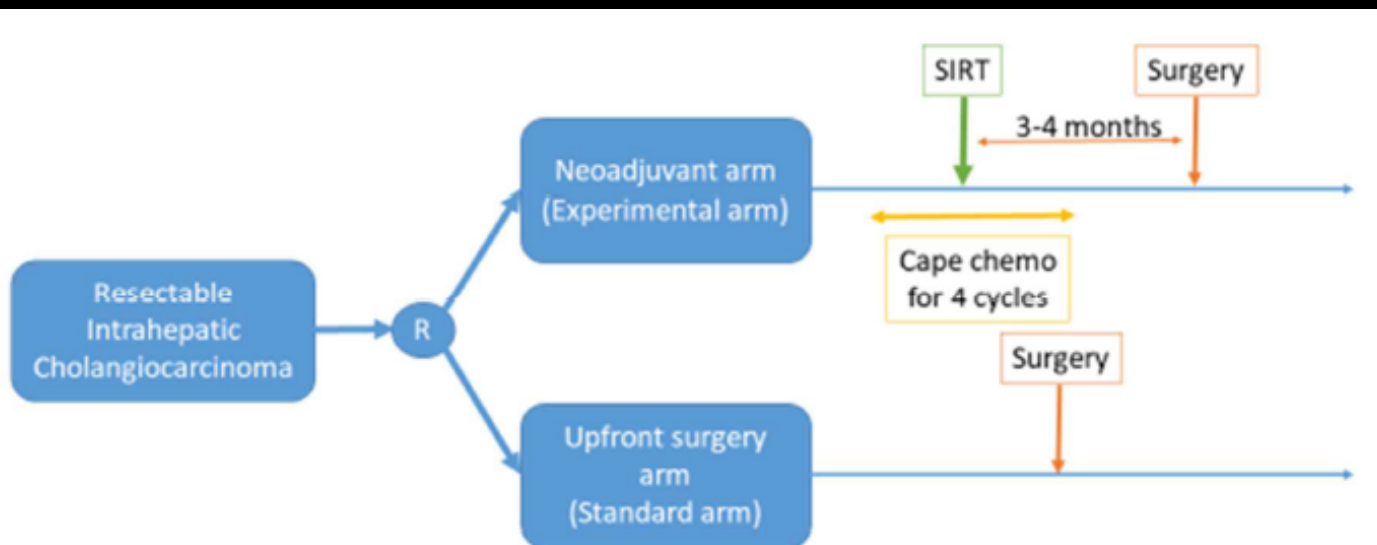 SIRT
Surgery
3-4 months
Neoadjuvant arm
(Experimental arm)
Cape chemo
for 4 cycles
Resectable
Intrahepatic
Cholangiocarcinoma
R
Surgery
Upfront surgery
arm
(Standard arm)